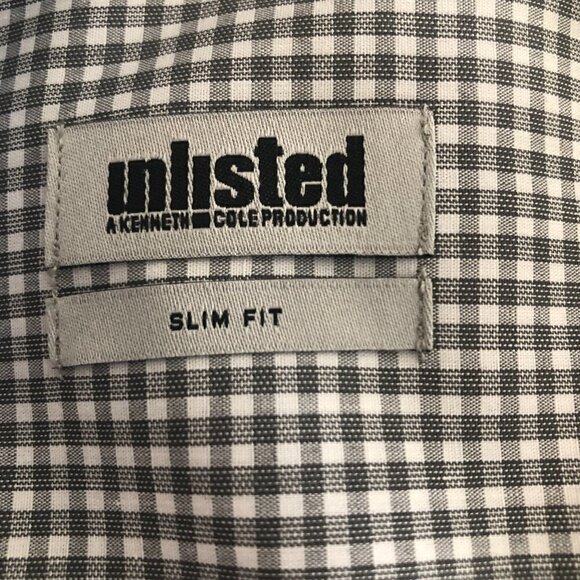 unlisted
A KENNETH COLE PRODUCTION
SLIM FIT